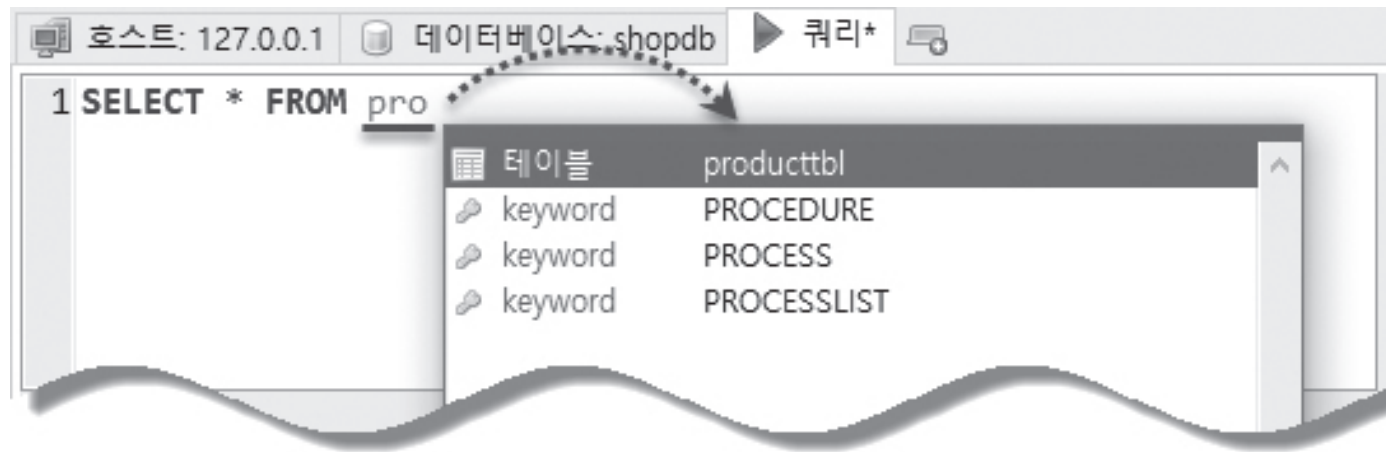 호스트: 127.0.0.1 데이터베이스: shopdb 쿼리*
1 SELECT * FROM pro
테이블 producttbl
keyword PROCEDURE
keyword PROCESS
keyword PROCESSLIST